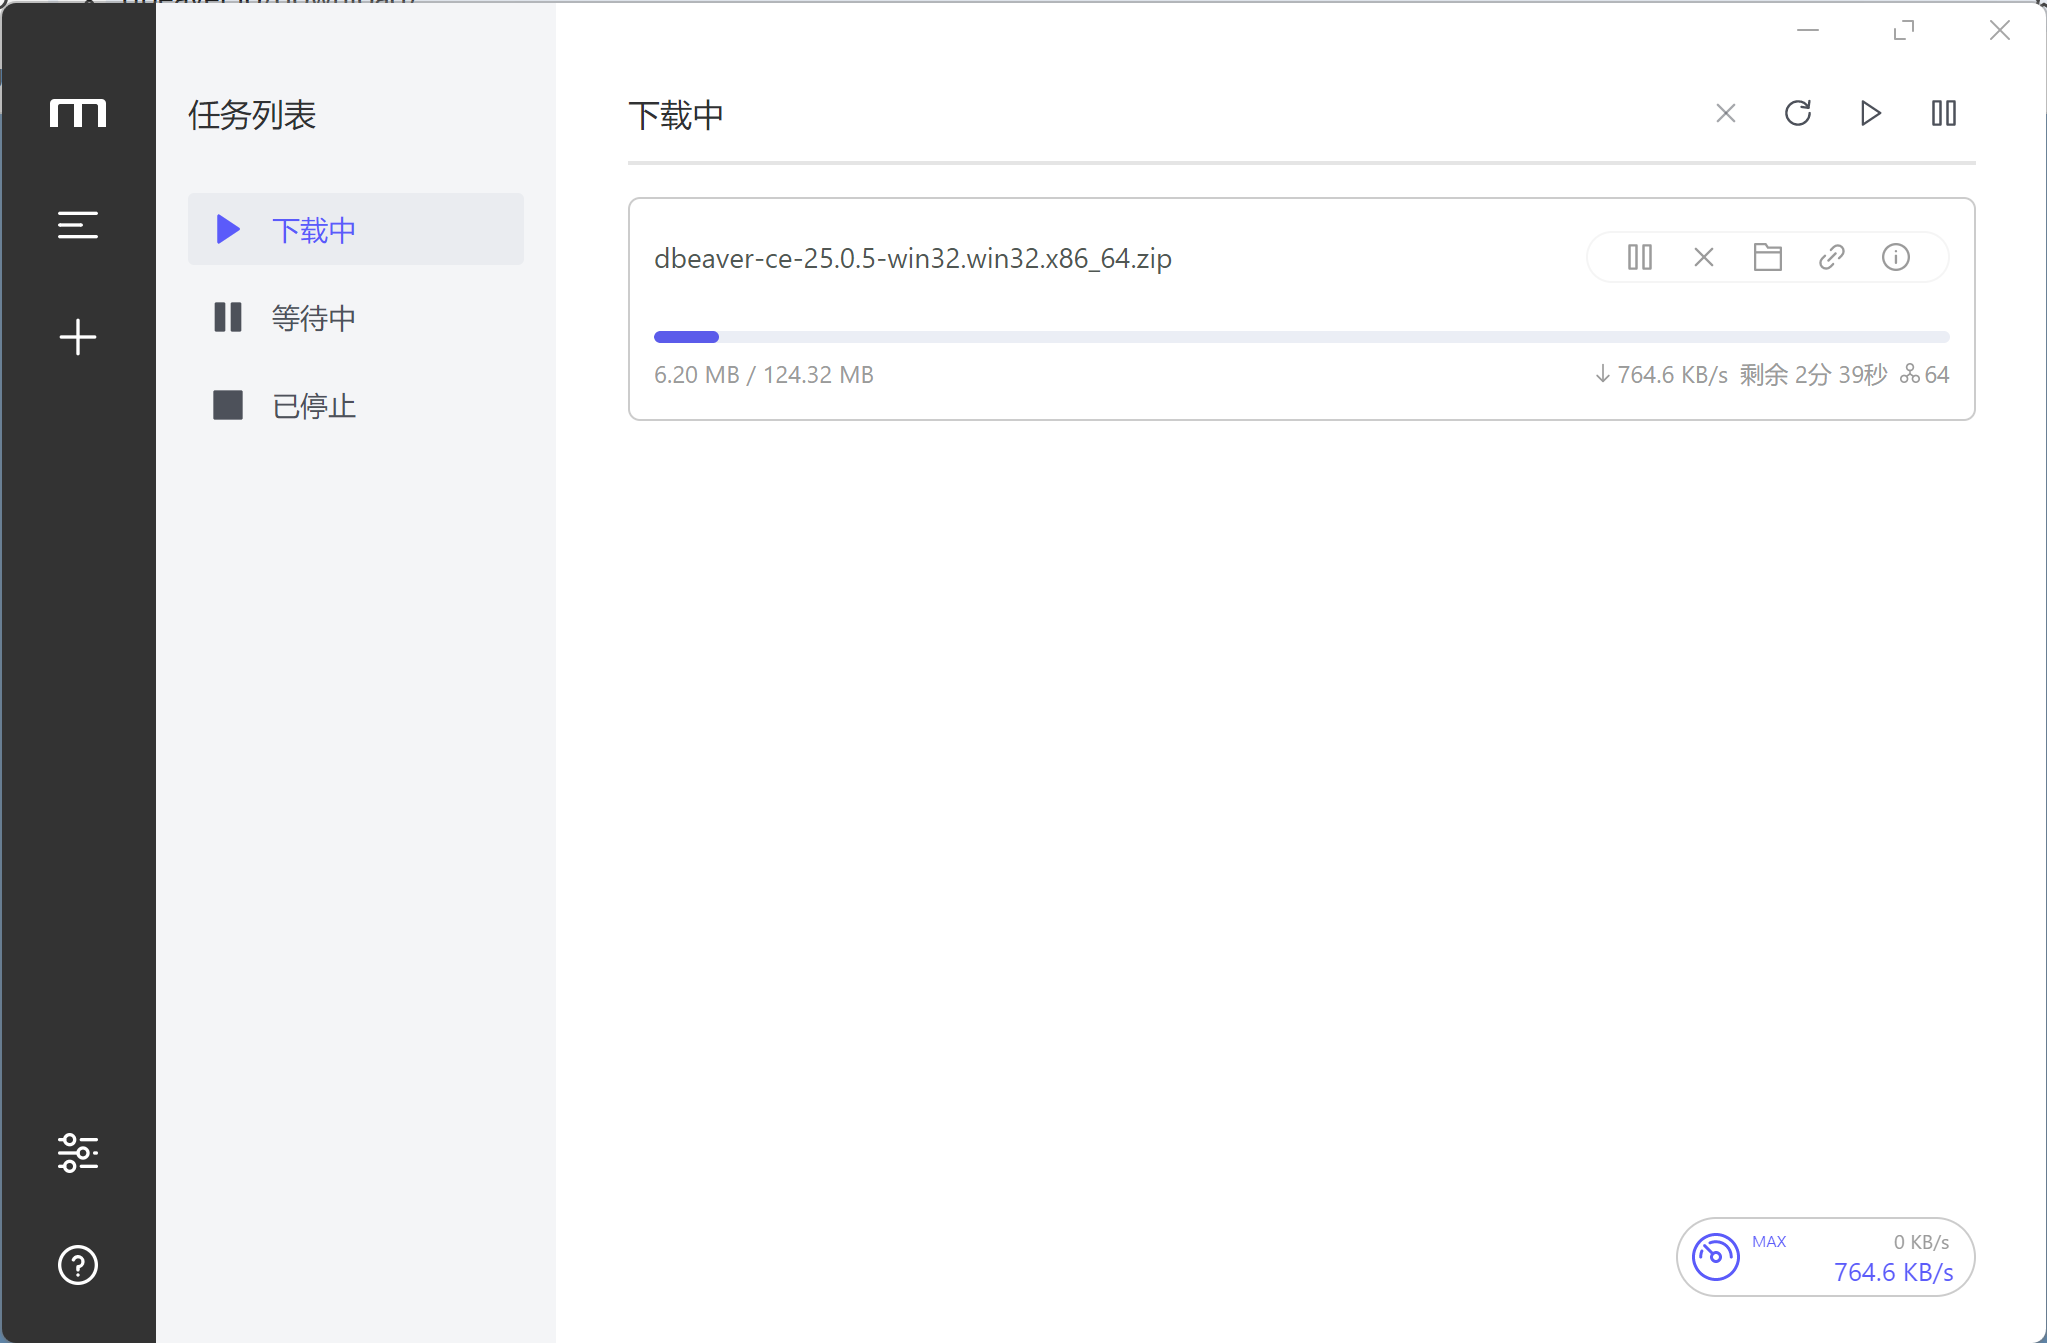 任务列表
下载中
等待中
已停止
下载中
dbeaver-ce-25.0.5-win32.win32.x86_64.zip
6.20 MB / 124.32 MB
764.6 KB/s 剩余 2分 39秒 64
MAX
0 KB/s
764.6 KB/s